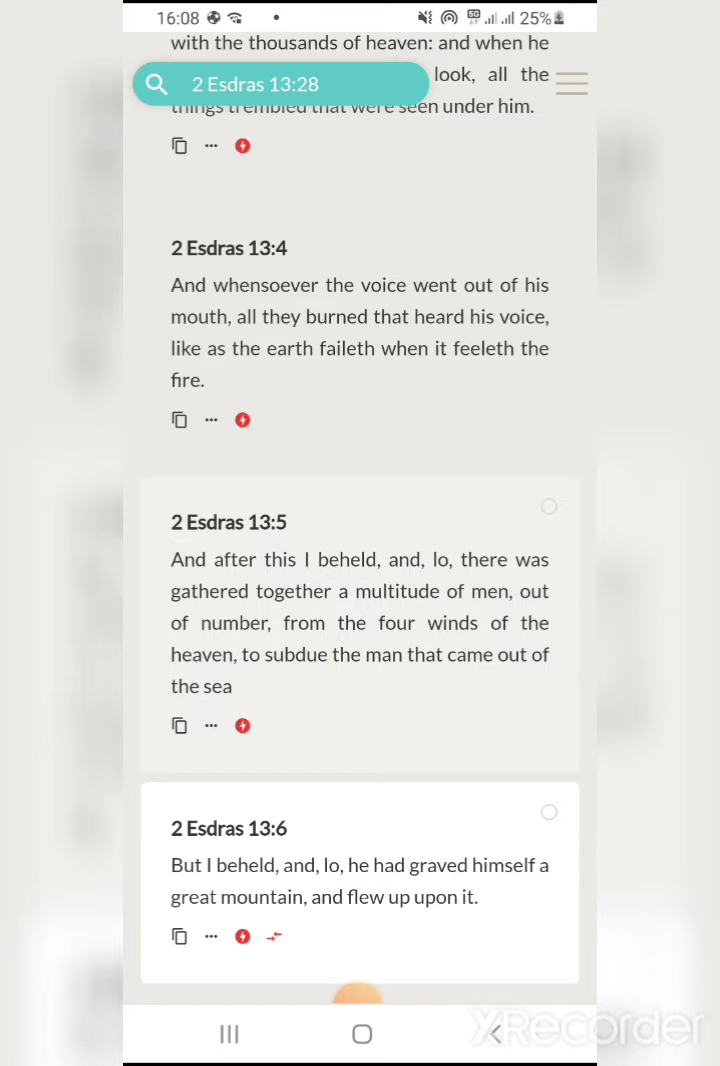 16:08 5G 25%
with the thousands of heaven: and when he
2 Esdras 13:28
look, all the
things trembled that were seen under him.
2 Esdras 13:4
And whensoever the voice went out of his
mouth, all they burned that heard his voice,
like as the earth faileth when it feeleth the
fire.
2 Esdras 13:5
And after this I beheld, and, lo, there was
gathered together a multitude of men, out
of number, from the four winds of the
heaven, to subdue the man that came out of
the sea
2 Esdras 13:6
But I beheld, and, lo, he had graved himself a
great mountain, and flew up upon it.
XRecorder